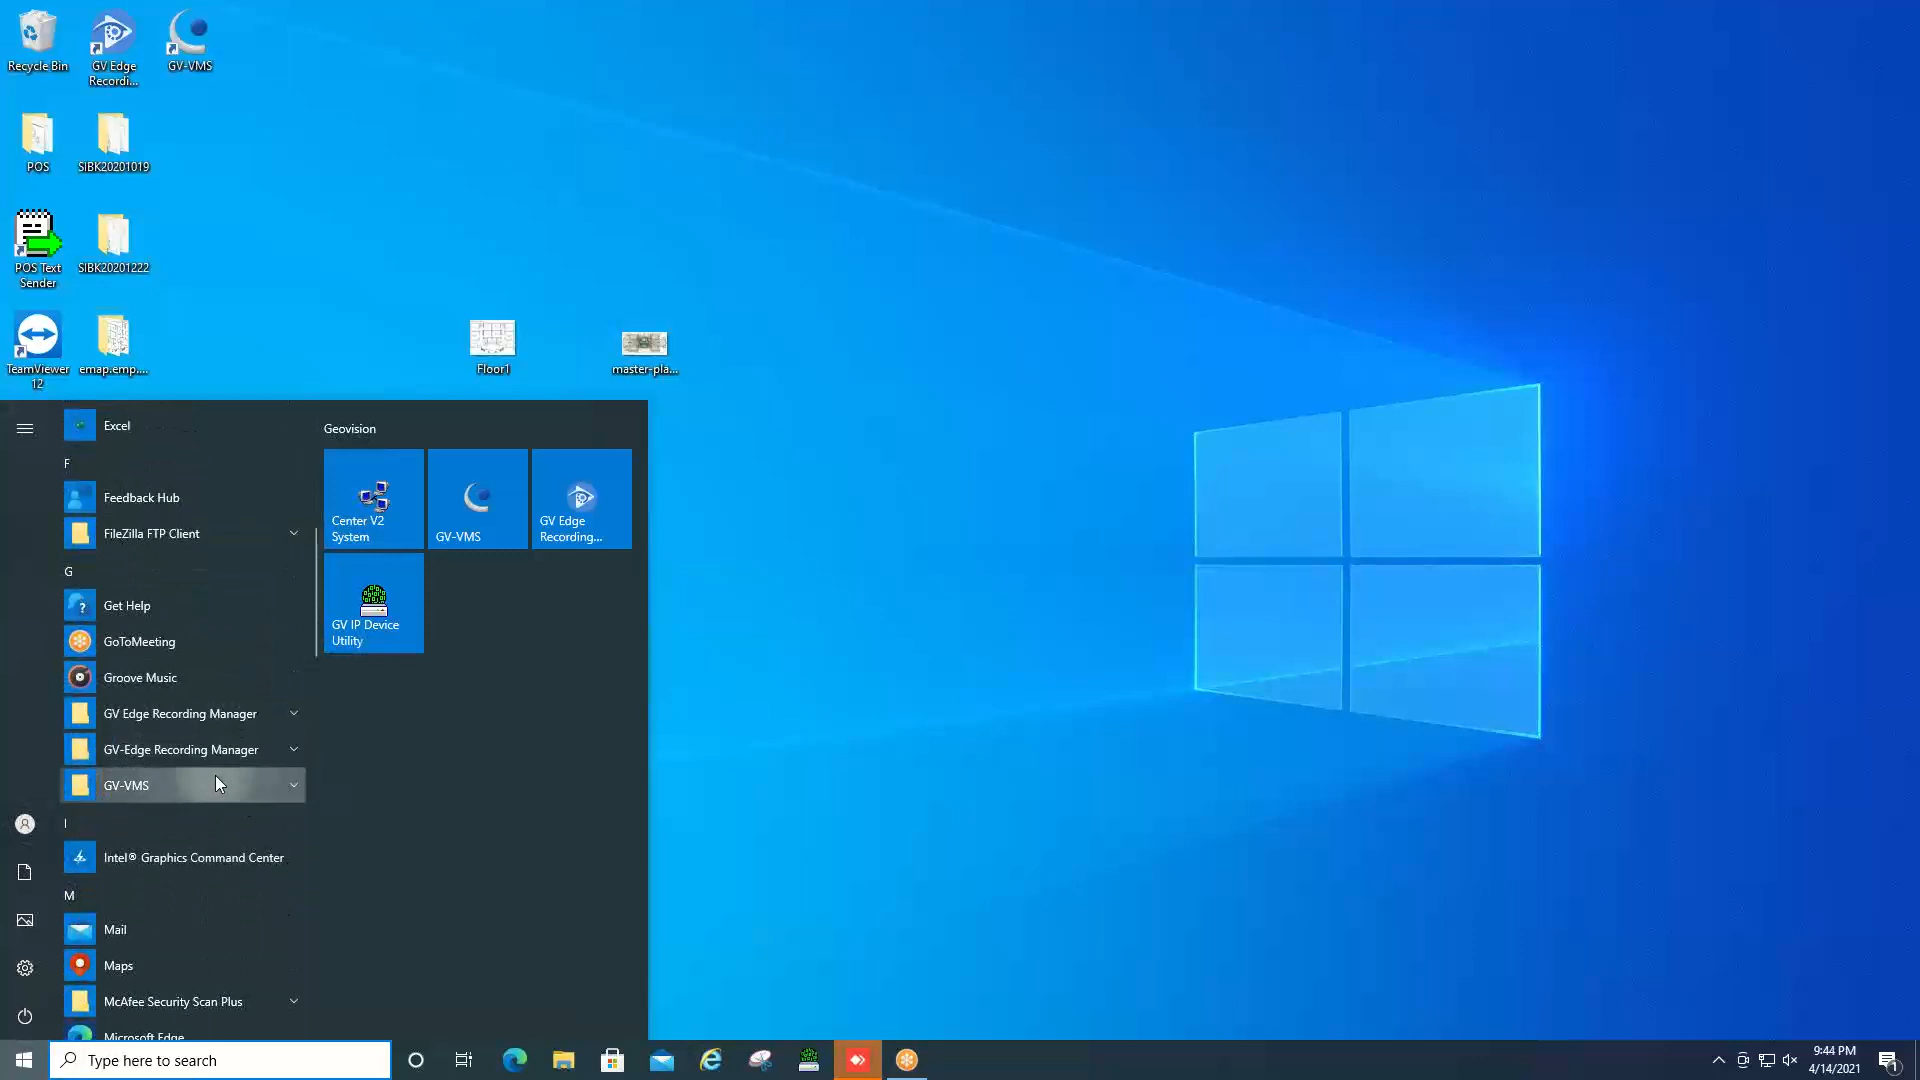 Recycle Bin
GV Edge
Recordi...
GV-VMS
POS
SIBK20201019
POS Text
Sender
SIBK20201222
TeamViewer
12
emap.emp....
Floor1
master-pla...
Excel
F
Feedback Hub
FileZilla FTP Client
G
Get Help
GoToMeeting
Groove Music
GV Edge Recording Manager
GV-Edge Recording Manager
GV-VMS
I
Intel® Graphics Command Center
M
Mail
Maps
McAfee Security Scan Plus
Microsoft Edge
Geovision
Center V2
System
GV-VMS
GV Edge
Recording...
GV IP Device
Utility
Type here to search
9:44 PM
4/14/2021
1